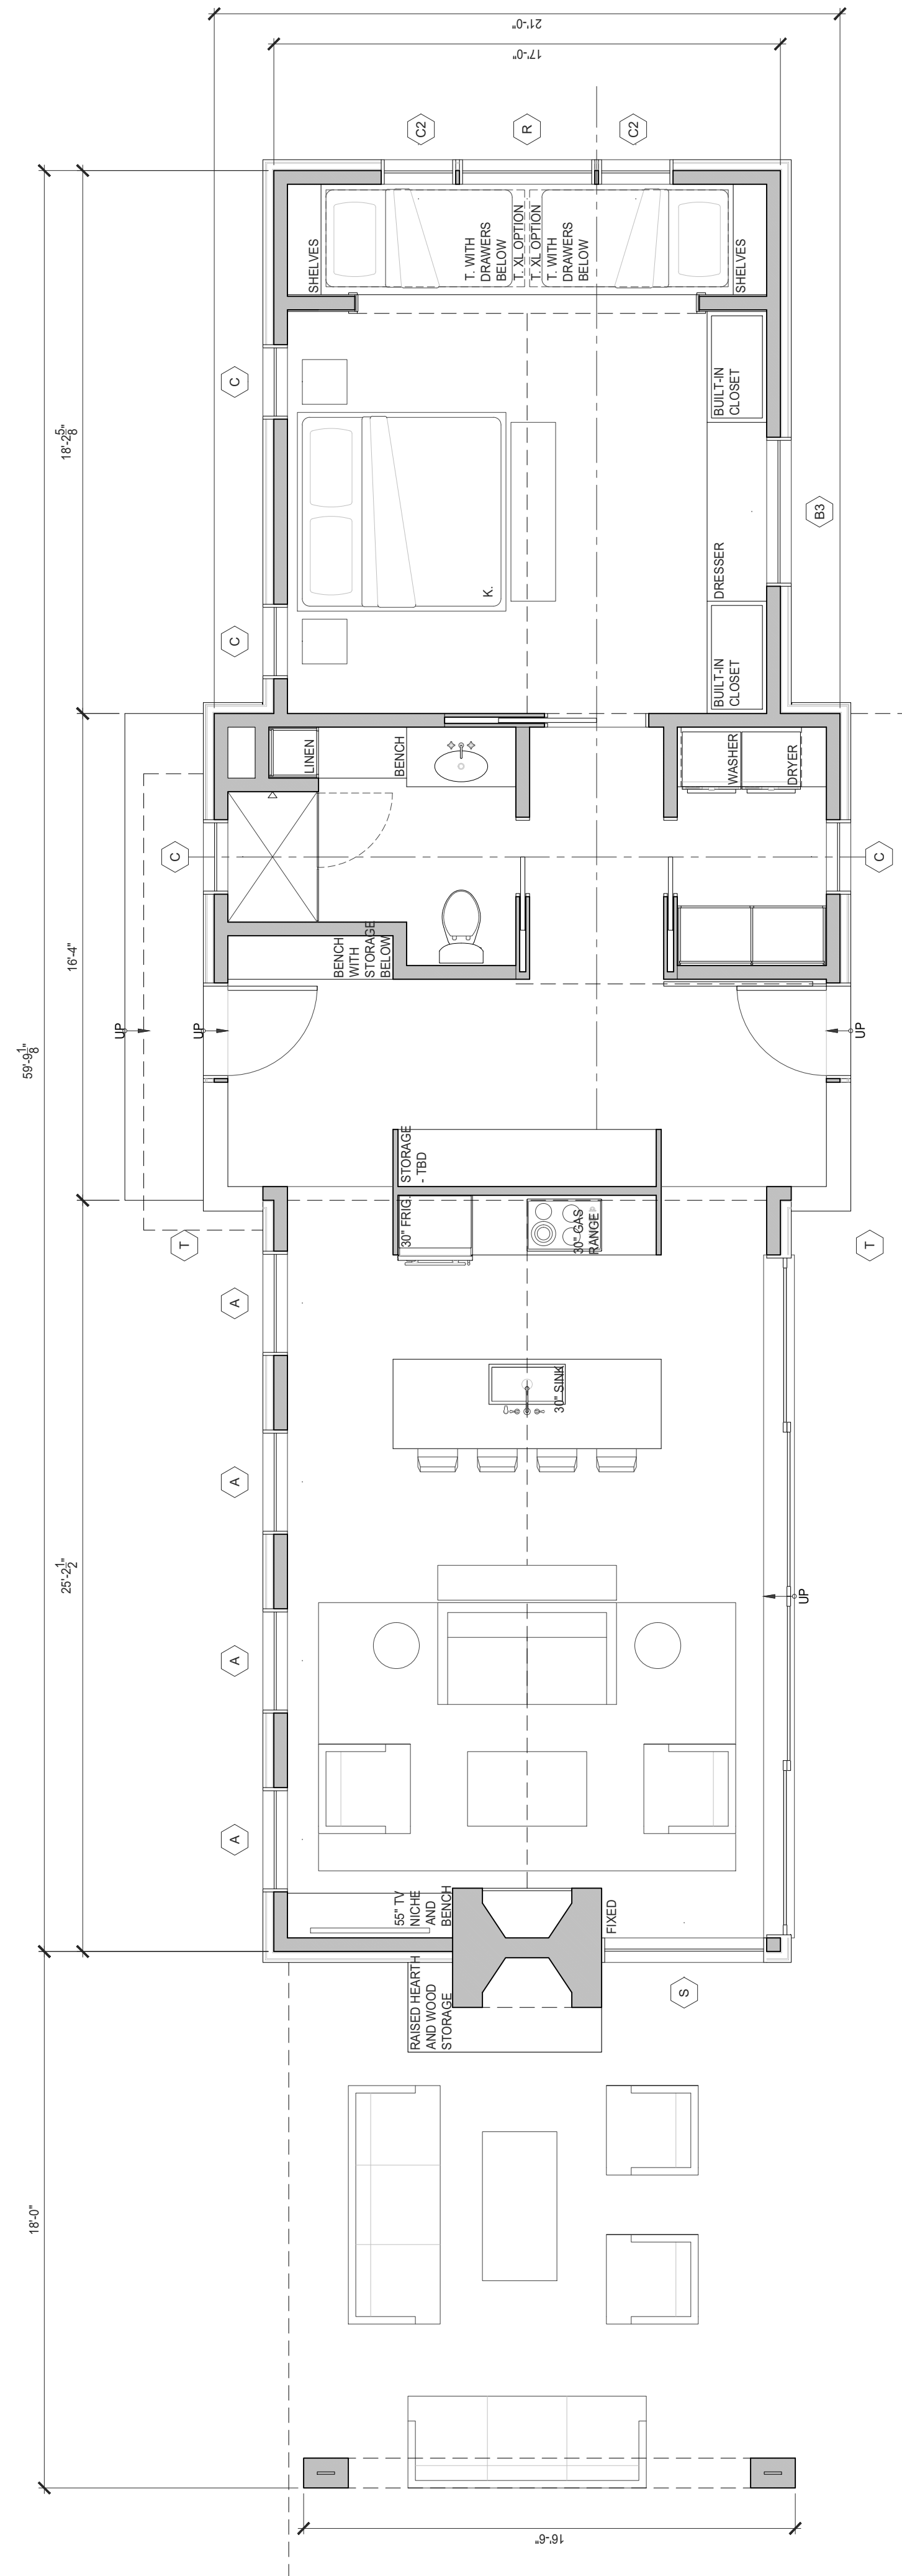 21'-0"
17'-0"
C2
R
C2
SHELVES
T. WITH
DRAWERS
BELOW
T. XL OPTION
T. XL OPTION
T. WITH
DRAWERS
BELOW
SHELVES
C
18'-2 5/8"
BUILT-IN
CLOSET
K.
B3
DRESSER
C
BUILT-IN
CLOSET
LINEN
BENCH
WASHER
DRYER
C
C
16'-4"
BENCH
WITH
STORAGE
BELOW
UP
UP
UP
59'-9 1/8"
STORAGE
- TBD
30" FRIG.
30" GAS
RANGE
T
T
A
30" SINK
A
25'-2 1/2"
UP
A
A
55" TV
NICHE
AND
BENCH
FIXED
RAISED HEARTH
AND WOOD
STORAGE
S
18'-0"
16'-6"